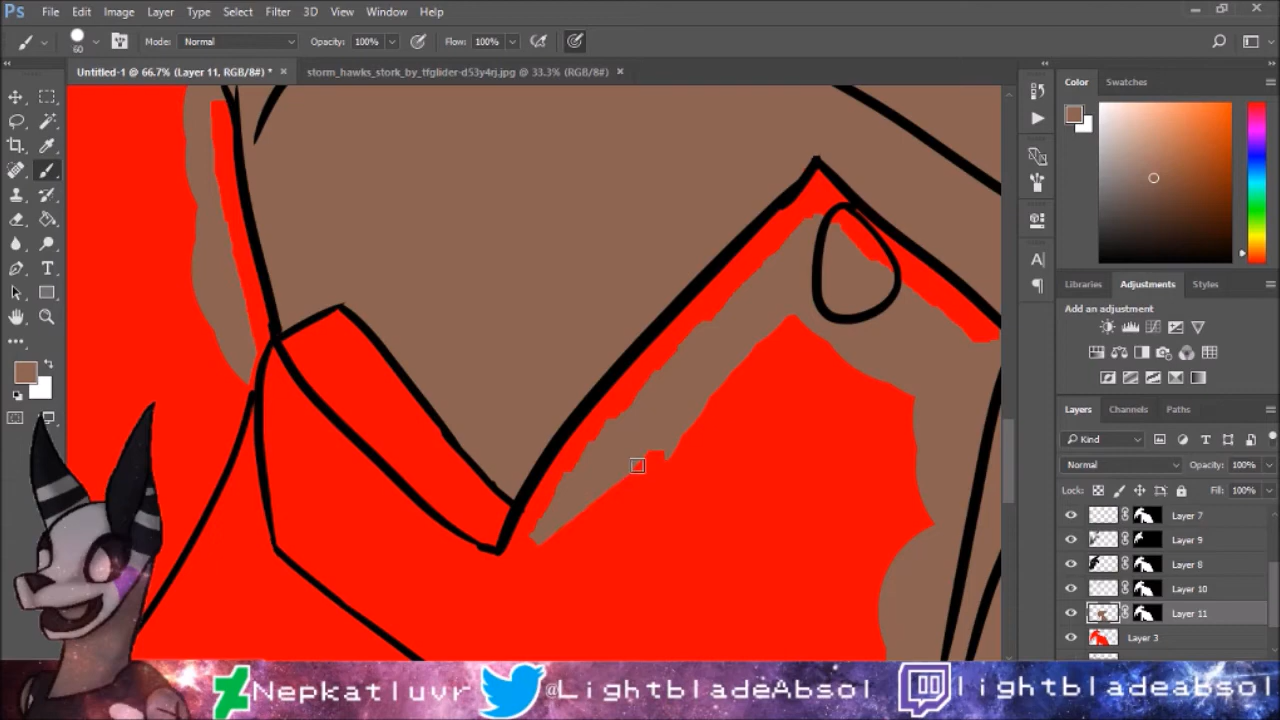 Ps File Edit Image Layer Type Select Filter 3D View Window Help
60 Mode: Normal Opacity: 100% Flow: 100%
Untitled-1 @ 66.7% (Layer 11, RGB/8#) * × storm_hawks_stork_by_tfglider-d53y4rj.jpg @ 33.3% (RGB/8#) ×
Color Swatches
Libraries Adjustments Styles
Add an adjustment
Layers Channels Paths
Kind
Normal Opacity: 100%
Lock: Fill: 100%
Layer 7
Layer 9
Layer 8
Layer 10
Layer 11
Layer 3
Nepkatluvr @LightbladeAbsol lightbladeabsol